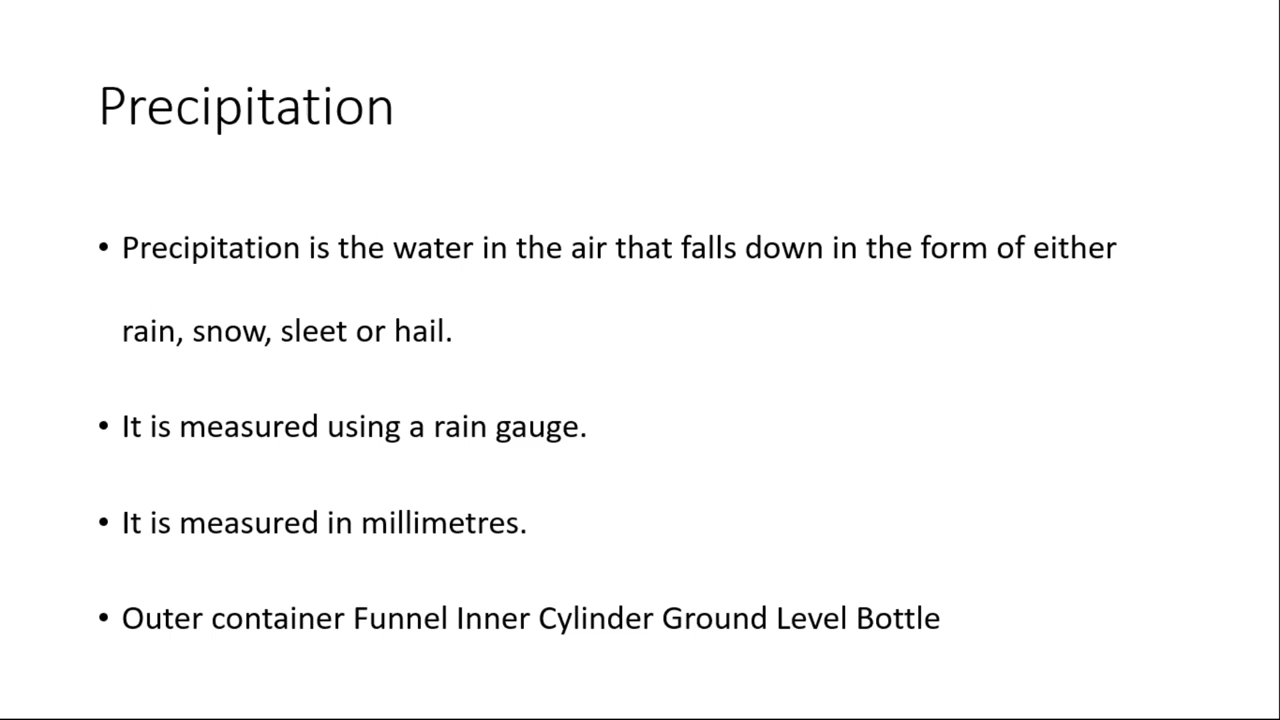 Precipitation
• Precipitation is the water in the air that falls down in the form of either
rain, snow, sleet or hail.
• It is measured using a rain gauge.
• It is measured in millimetres.
• Outer container Funnel Inner Cylinder Ground Level Bottle